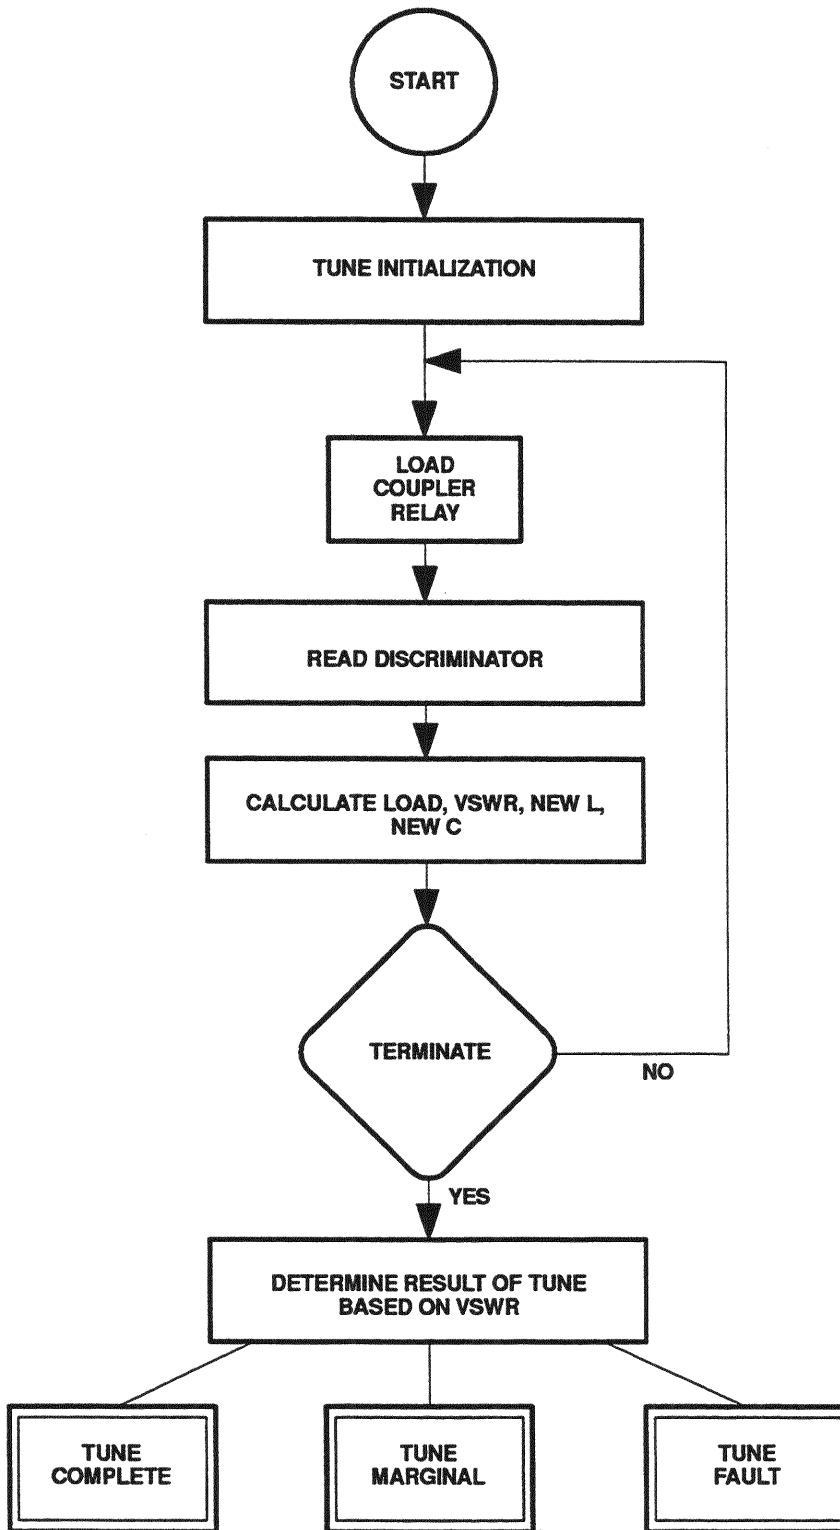 START
TUNE INITIALIZATION
LOAD
COUPLER
RELAY
READ DISCRIMINATOR
CALCULATE LOAD, VSWR, NEW L,
NEW C
TERMINATE
NO
YES
DETERMINE RESULT OF TUNE
BASED ON VSWR
TUNE
COMPLETE
TUNE
MARGINAL
TUNE
FAULT